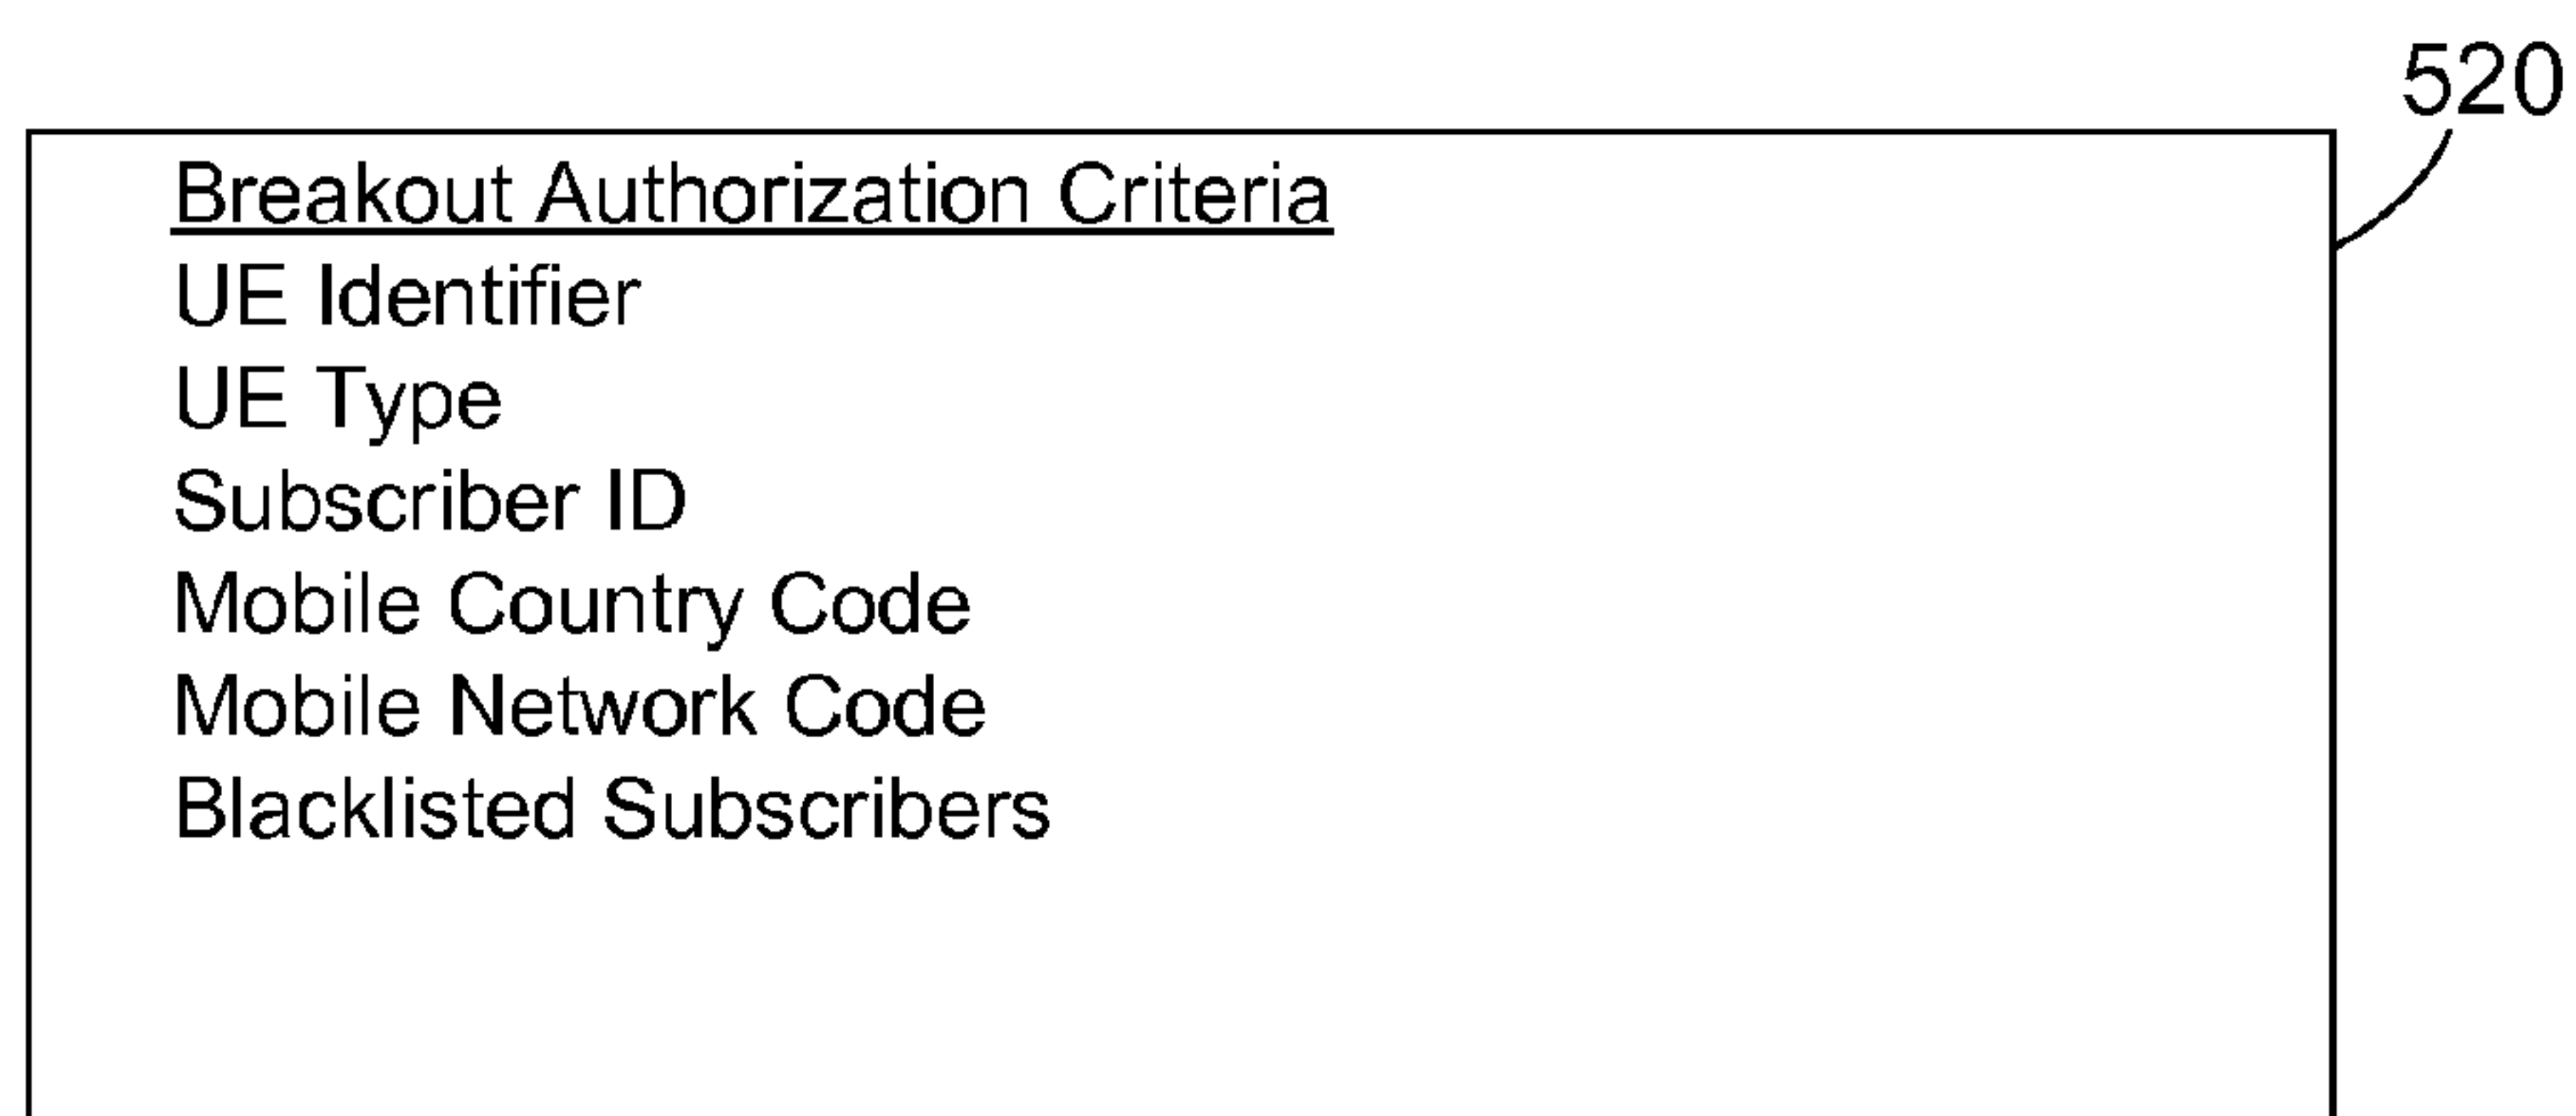 520
Breakout Authorization Criteria
UE Identifier
UE Type
Subscriber ID
Mobile Country Code
Mobile Network Code
Blacklisted Subscribers